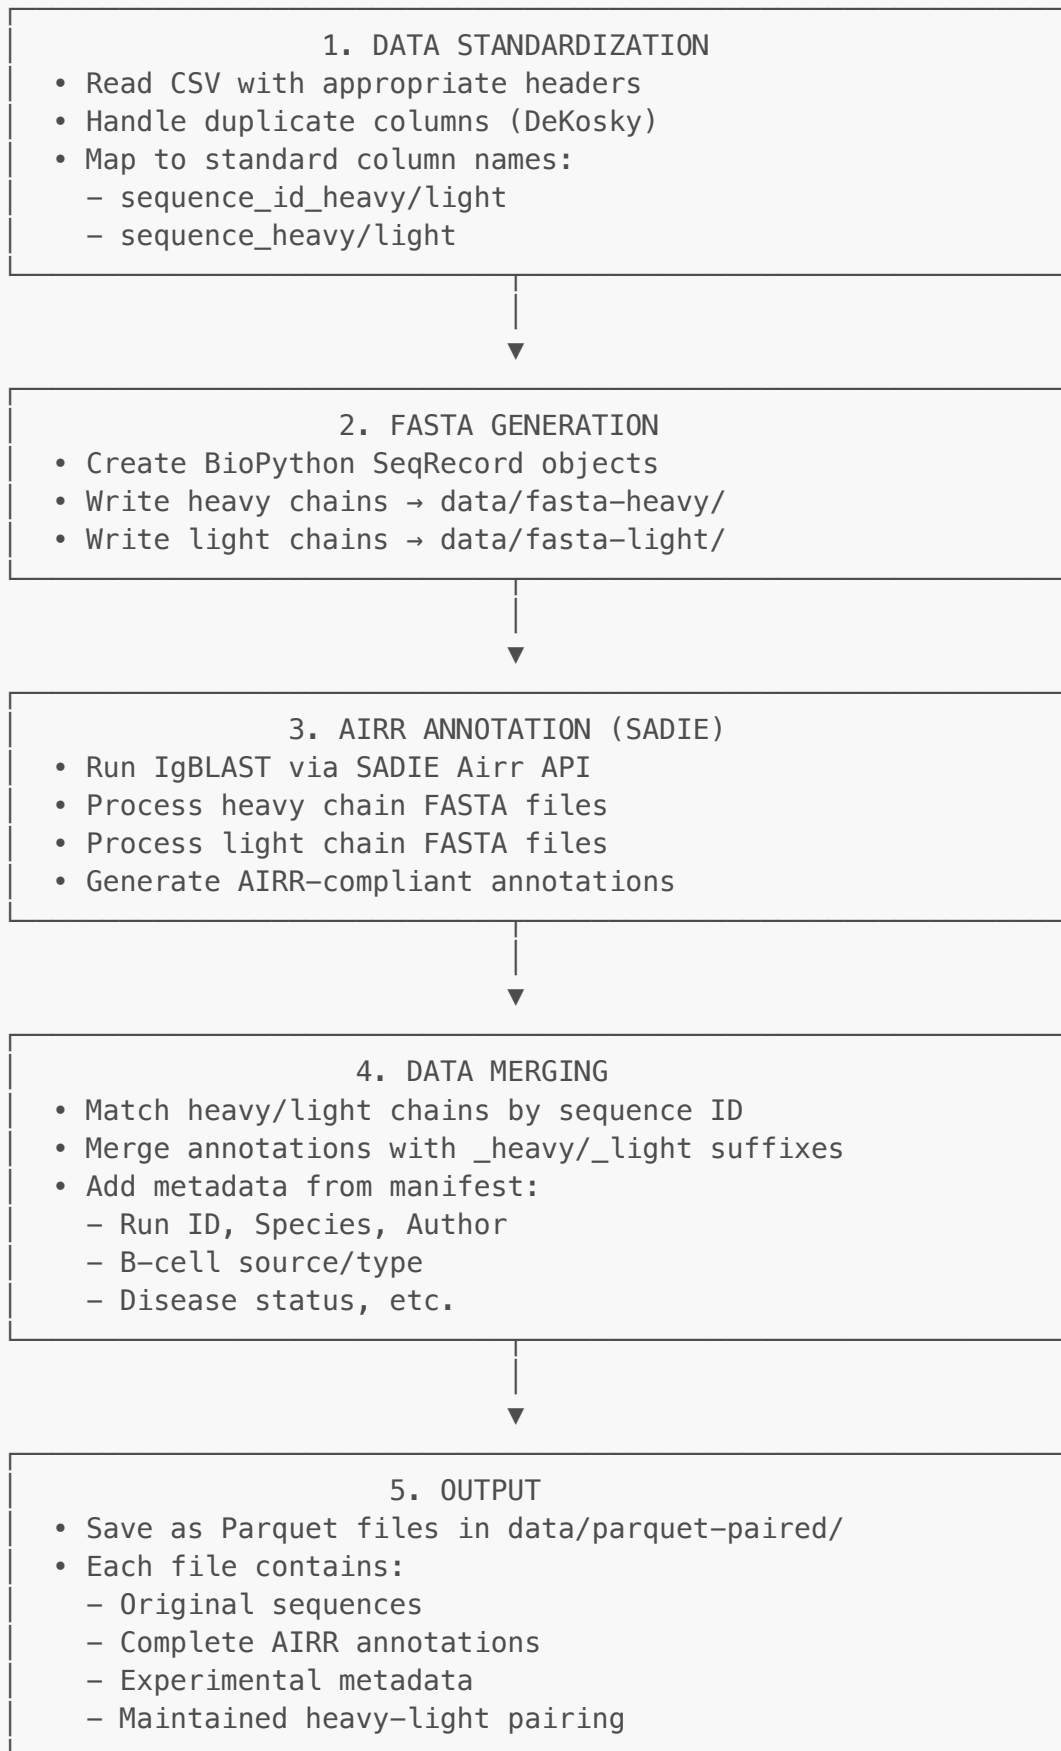 1. DATA STANDARDIZATION
• Read CSV with appropriate headers
• Handle duplicate columns (DeKosky)
• Map to standard column names:
– sequence_id_heavy/light
– sequence_heavy/light
2. FASTA GENERATION
• Create BioPython SeqRecord objects
• Write heavy chains → data/fasta-heavy/
• Write light chains → data/fasta-light/
3. AIRR ANNOTATION (SADIE)
• Run IgBLAST via SADIE Airr API
• Process heavy chain FASTA files
• Process light chain FASTA files
• Generate AIRR-compliant annotations
4. DATA MERGING
• Match heavy/light chains by sequence ID
• Merge annotations with _heavy/_light suffixes
• Add metadata from manifest:
– Run ID, Species, Author
– B-cell source/type
– Disease status, etc.
5. OUTPUT
• Save as Parquet files in data/parquet-paired/
• Each file contains:
– Original sequences
– Complete AIRR annotations
– Experimental metadata
– Maintained heavy-light pairing